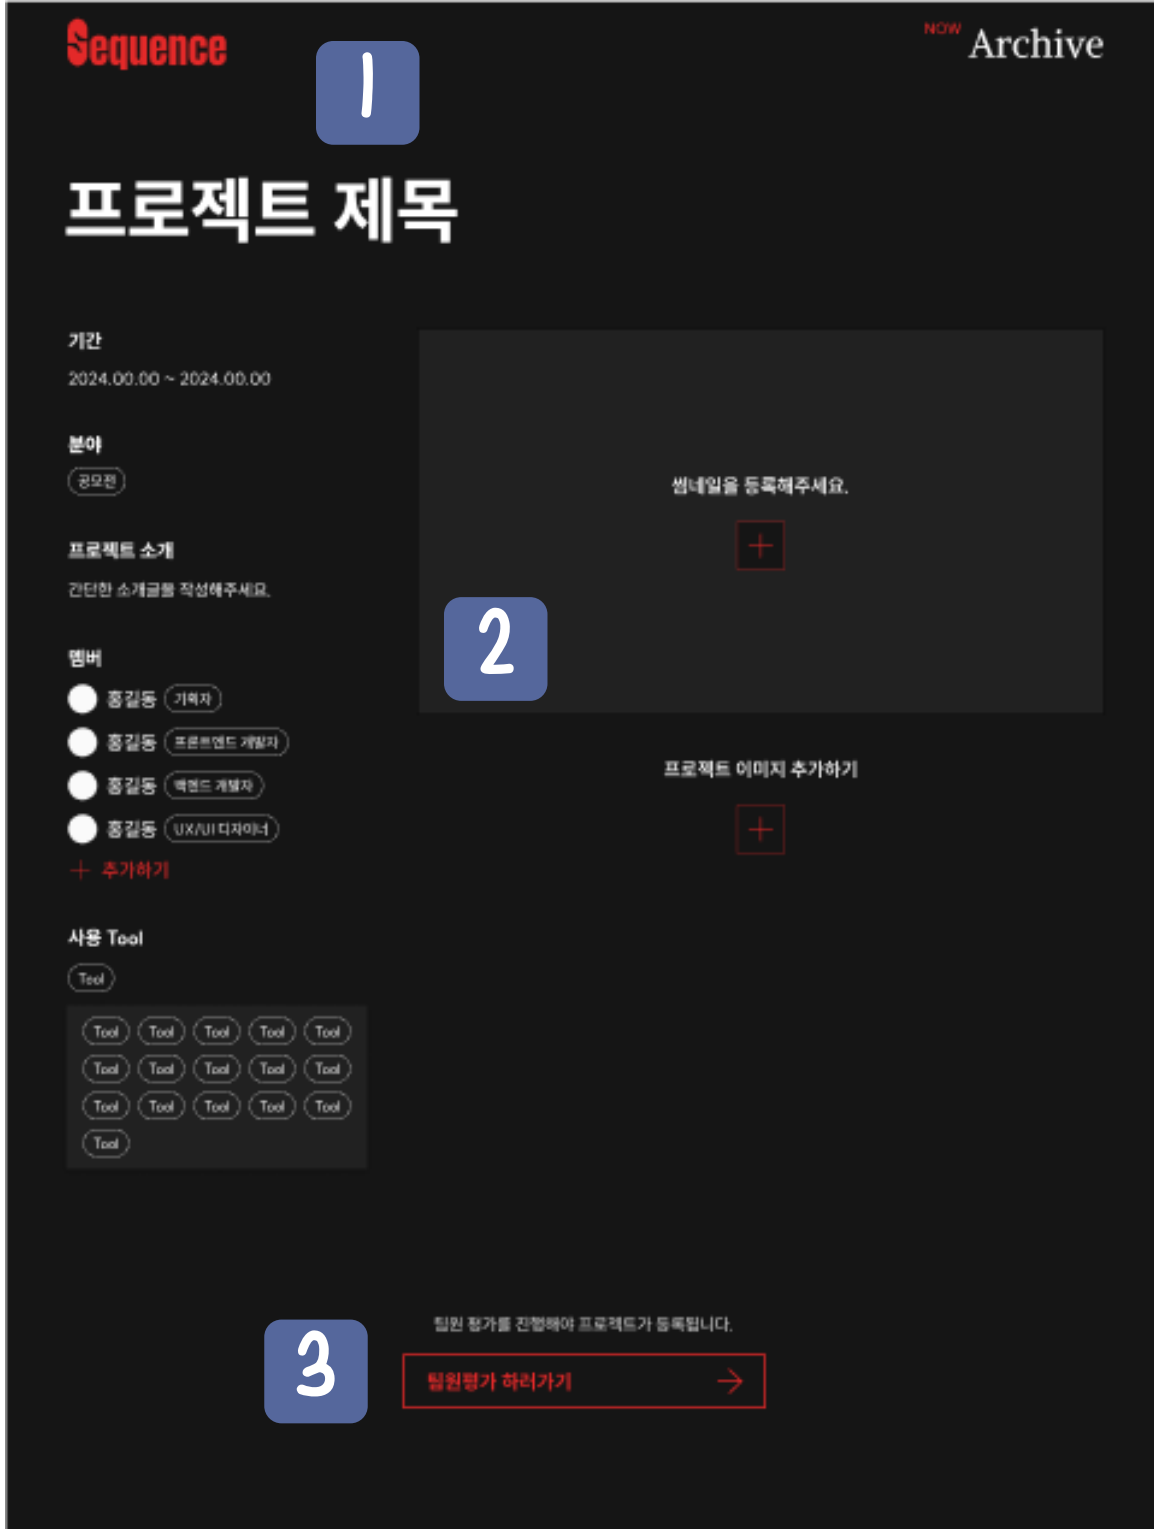 Sequence
NOW Archive
1
프로젝트 제목
기간
2024.00.00 ~ 2024.00.00
분야
공모전
프로젝트 소개
간단한 소개글을 작성해주세요.
멤버
홍길동 기획자
홍길동 프론트엔드 개발자
홍길동 백엔드 개발자
홍길동 UX/UI 디자이너
+ 추가하기
사용 Tool
Tool
Tool Tool Tool Tool Tool
Tool Tool Tool Tool Tool
Tool Tool Tool Tool Tool
Tool
썸네일을 등록해주세요.
+
2
프로젝트 이미지 추가하기
+
팀원 평가를 진행해야 프로젝트가 등록됩니다.
3
팀원평가 하러가기 →